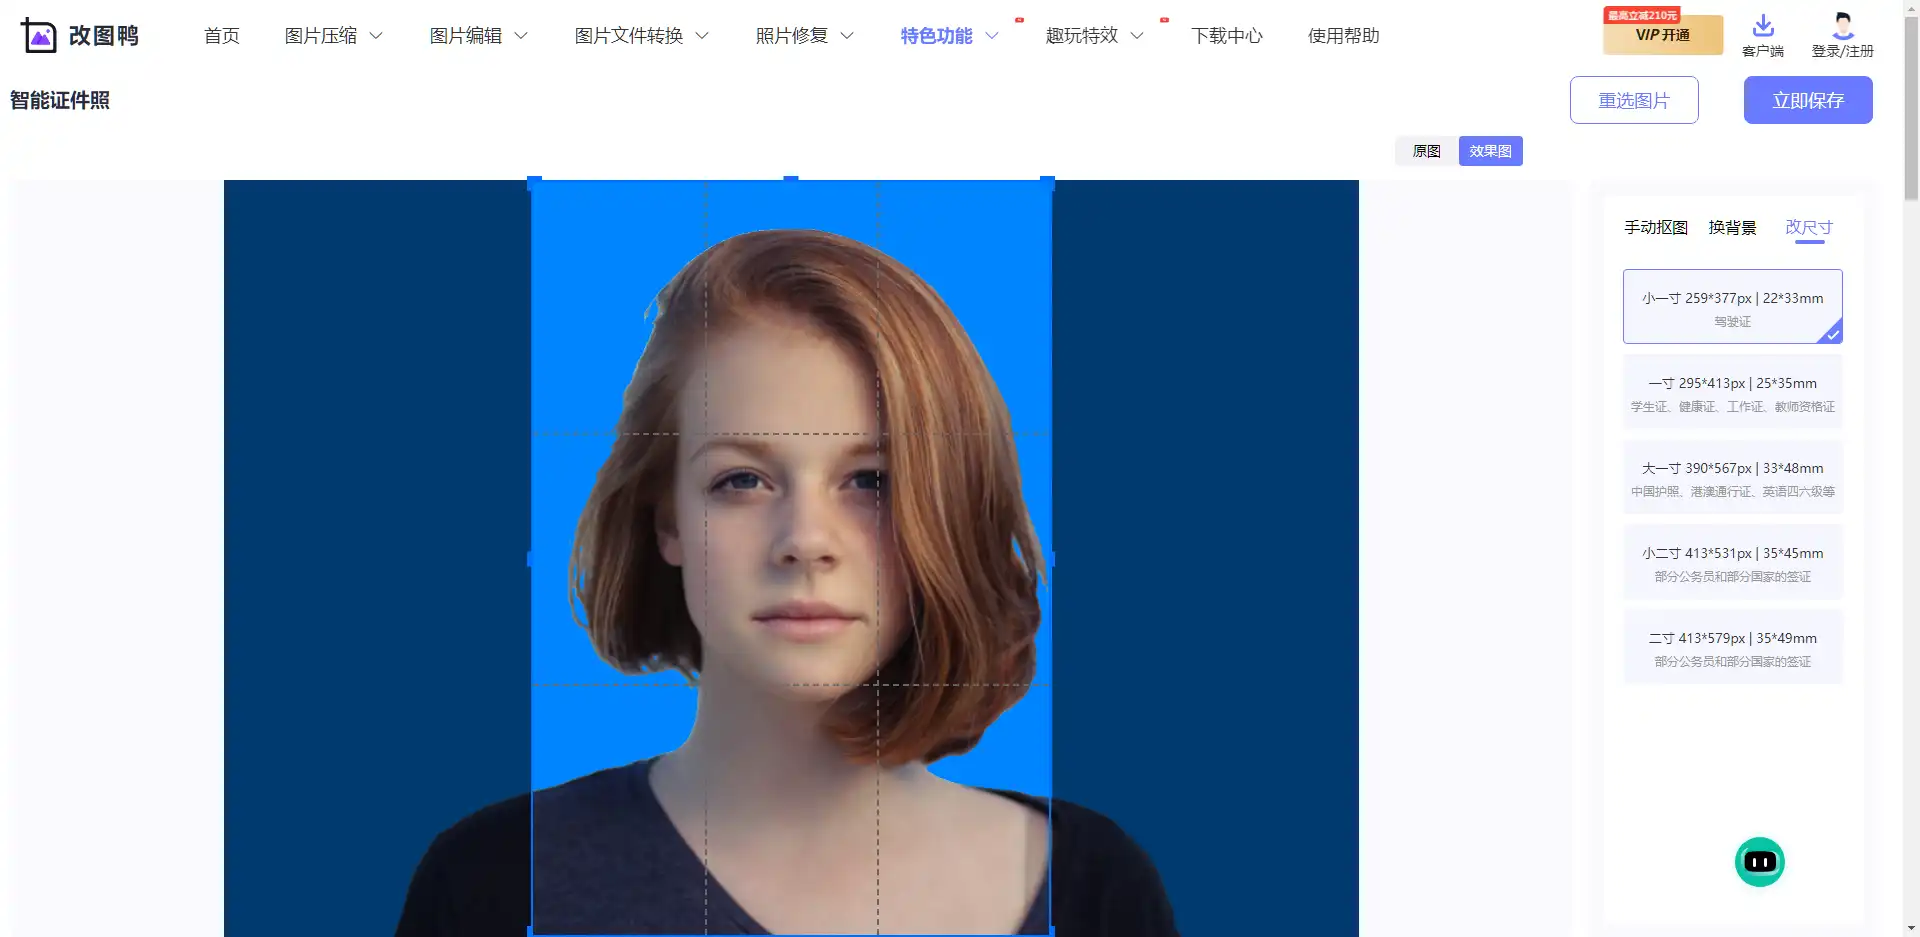 改图鸭
首页
图片压缩
图片编辑
图片文件转换
照片修复
特色功能
趣玩特效
下载中心
使用帮助
最高立减210元
VIP开通
客户端
登录/注册
智能证件照
重选图片
立即保存
原图
效果图
手动抠图
换背景
改尺寸
小一寸 259*377px | 22*33mm
驾驶证
一寸 295*413px | 25*35mm
学生证、健康证、工作证、教师资格证
大一寸 390*567px | 33*48mm
中国护照、港澳通行证、英语四六级等
小二寸 413*531px | 35*45mm
部分公务员和部分国家的签证
二寸 413*579px | 35*49mm
部分公务员和部分国家的签证